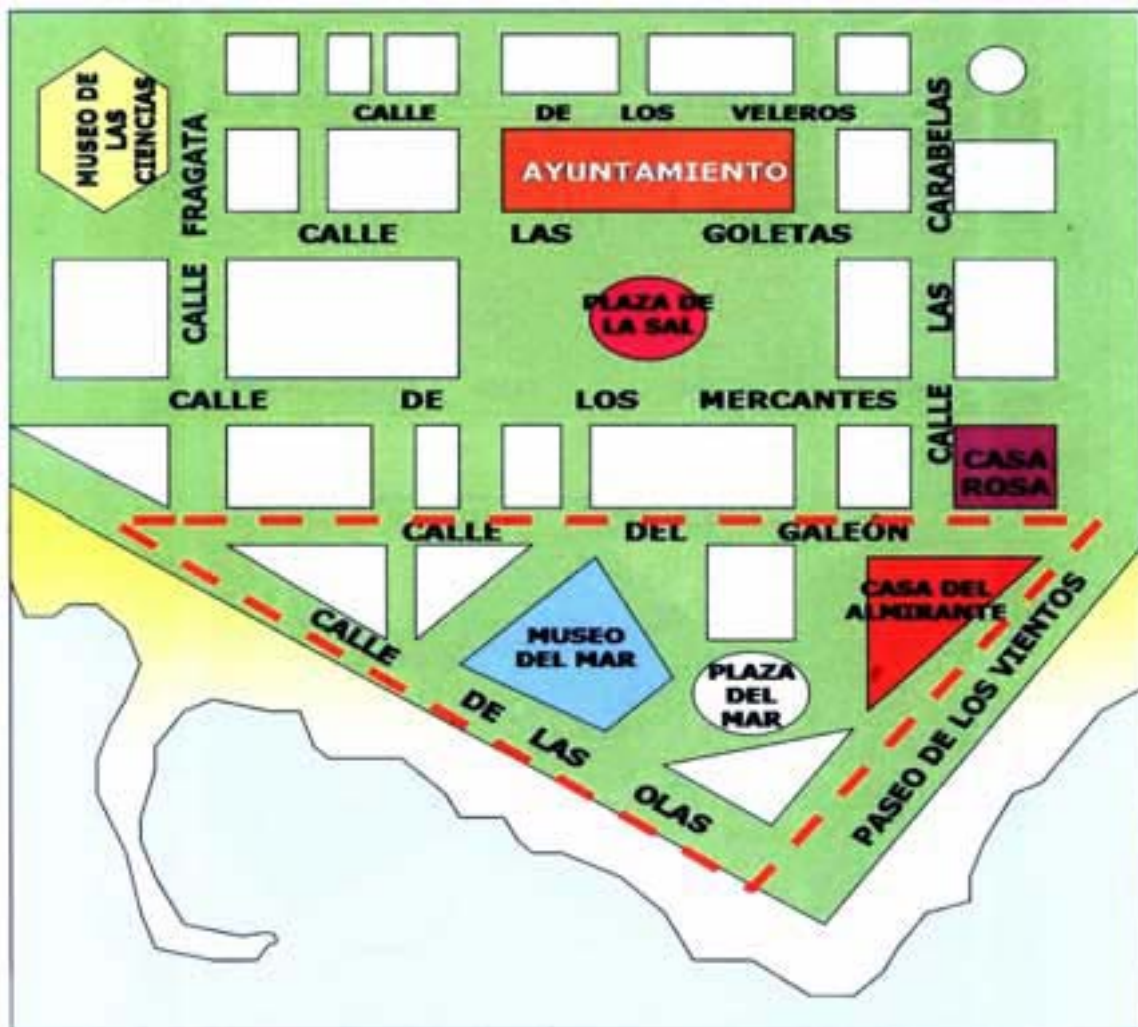 MUSEO DE
LAS
CIENCIAS
CALLE DE LOS VELEROS
CALLE FRAGATA
AYUNTAMIENTO
CALLE LAS CARABELAS
CALLE LAS GOLETAS
PLAZA DE
LA SAL
CALLE DE LOS MERCANTES
CASA
ROSA
CALLE DEL GALEÓN
CASA DEL
ALMIRANTE
CALLE DE LAS OLAS
MUSEO
DEL MAR
PLAZA
DEL
MAR
PASEO DE LOS VIENTOS